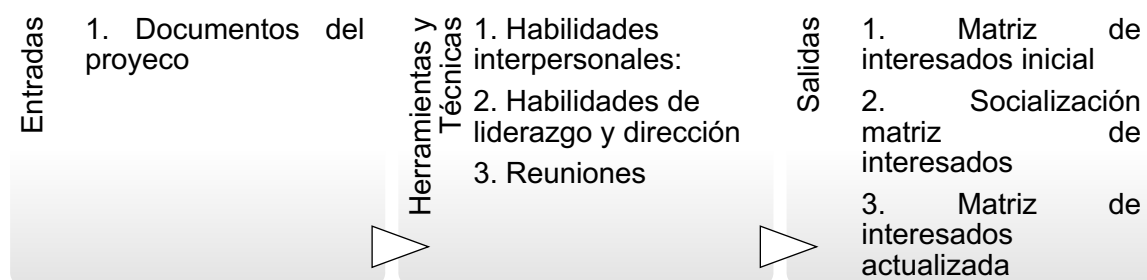 Entradas
1. Documentos del
proyeco
Herramientas y
Técnicas
1. Habilidades
interpersonales:
2. Habilidades de
liderazgo y dirección
3. Reuniones
Salidas
1. Matriz de
interesados inicial
2. Socialización
matriz de
interesados
3. Matriz de
interesados
actualizada